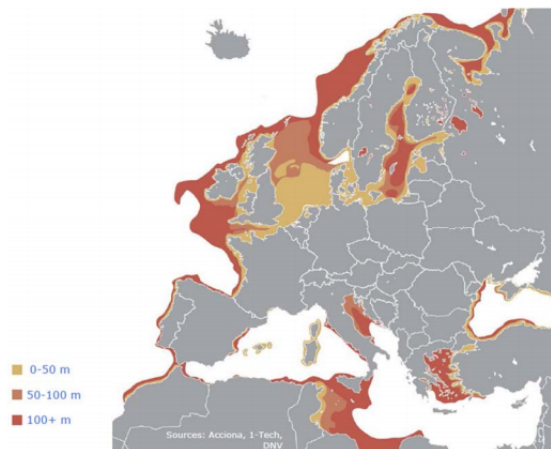 0-50 m
50-100 m
100+ m
Sources: Acciona, 1-Tech,
DNV